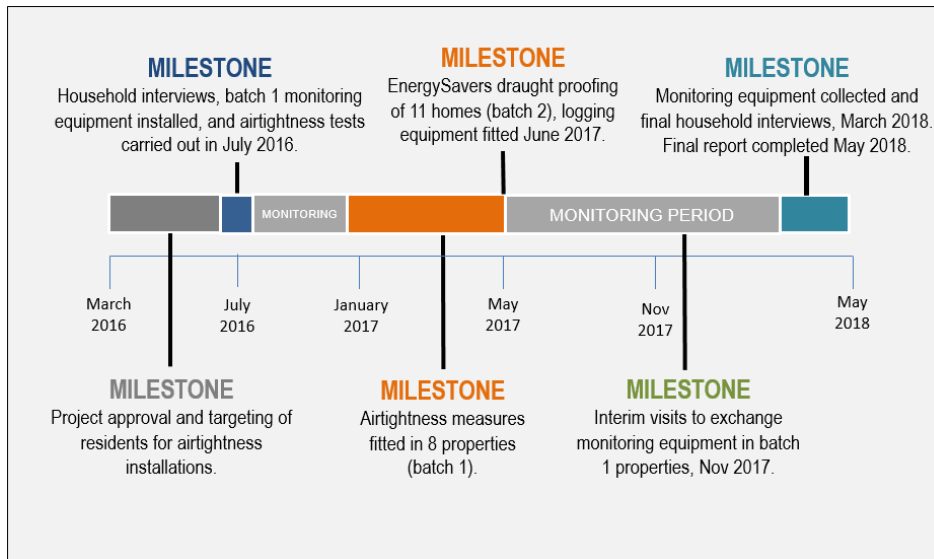 MILESTONE
Household interviews, batch 1 monitoring
equipment installed, and airtightness tests
carried out in July 2016.
MILESTONE
EnergySavers draught proofing
of 11 homes (batch 2), logging
equipment fitted June 2017.
MILESTONE
Monitoring equipment collected and
final household interviews, March 2018.
Final report completed May 2018.
MONITORING
MONITORING PERIOD
March
2016
July
2016
January
2017
May
2017
Nov
2017
May
2018
MILESTONE
Project approval and targeting of
residents for airtightness
installations.
MILESTONE
Airtightness measures
fitted in 8 properties
(batch 1).
MILESTONE
Interim visits to exchange
monitoring equipment in batch
1 properties, Nov 2017.